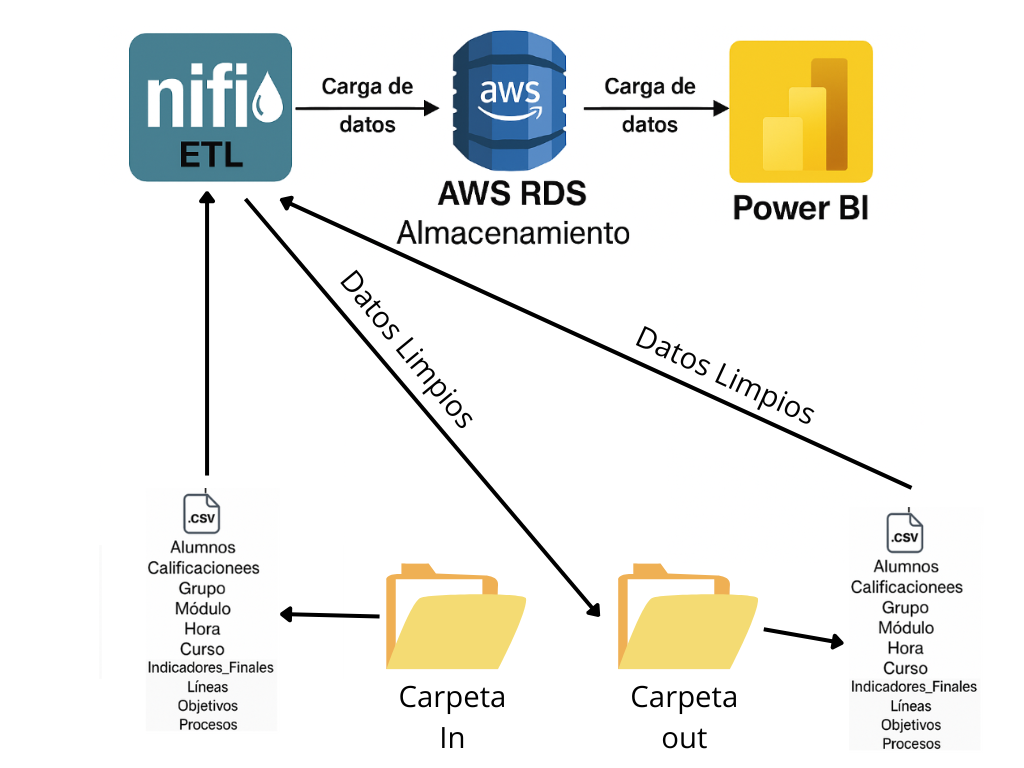 nifi
ETL
Carga de
datos
aws
AWS RDS
Almacenamiento
Carga de
datos
Power BI
Datos Limpios
Datos Limpios
.CSV
Alumnos
Calificacionees
Grupo
Módulo
Hora
Curso
Indicadores_Finales
Líneas
Objetivos
Procesos
Carpeta
In
Carpeta
out
.CSV
Alumnos
Calificacionees
Grupo
Módulo
Hora
Curso
Indicadores_Finales
Líneas
Objetivos
Procesos